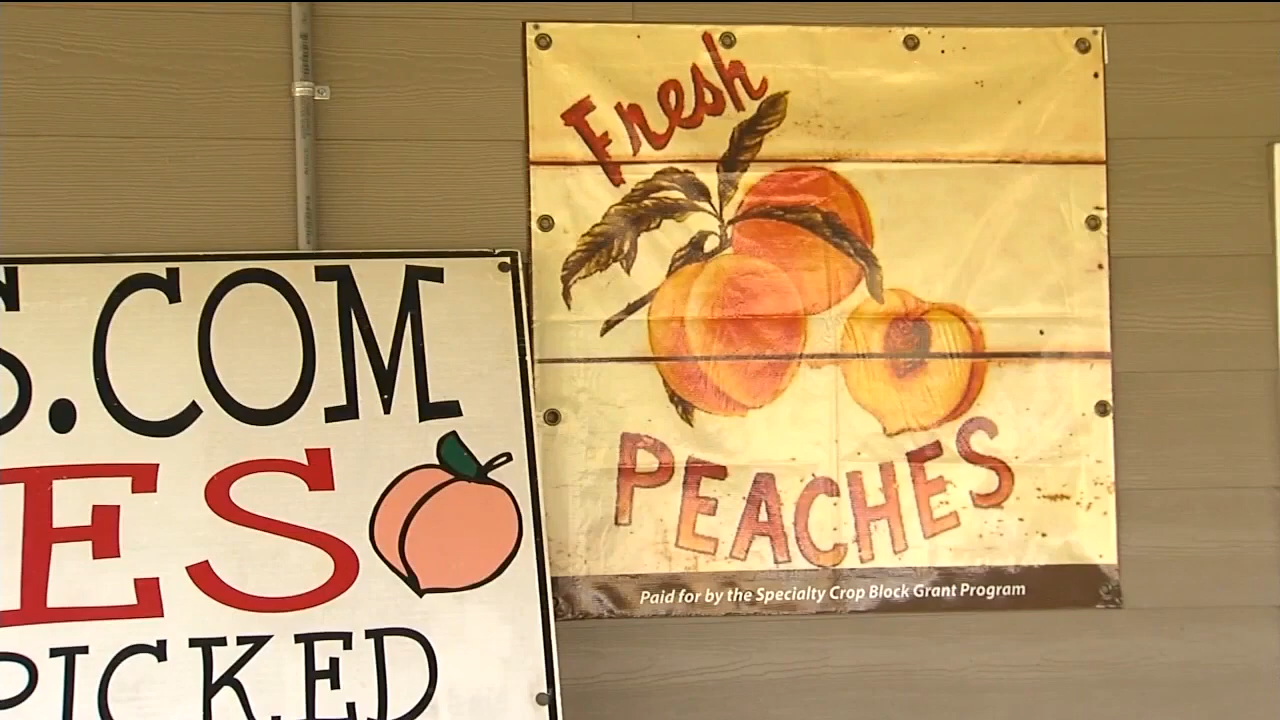 Fresh
PEACHES
Paid for by the Specialty Crop Block Grant Program
S.COM
ES
PICKED